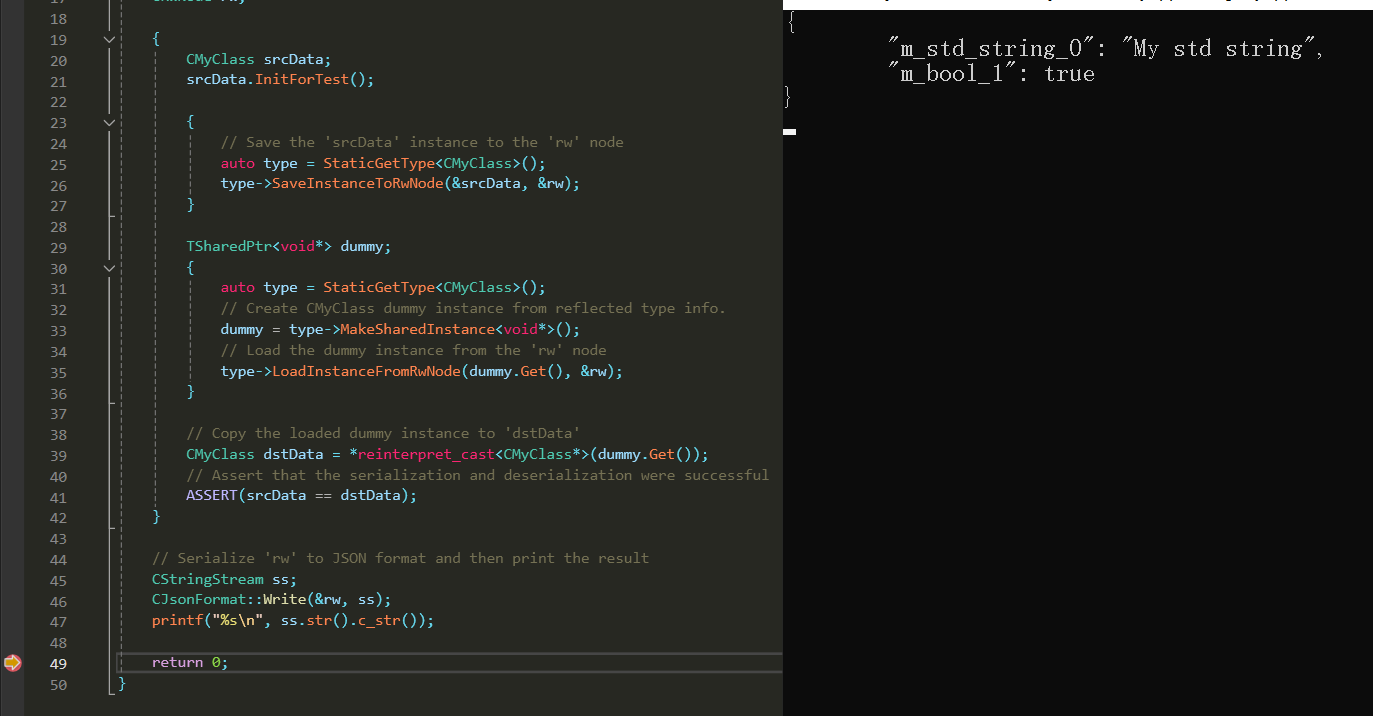 18
19 {
20 CMyClass srcData;
21 srcData.InitForTest();
22
23 {
24 // Save the 'srcData' instance to the 'rw' node
25 auto type = StaticGetType<CMyClass>();
26 type->SaveInstanceToRwNode(&srcData, &rw);
27 }
28
29 TSharedPtr<void*> dummy;
30 {
31 auto type = StaticGetType<CMyClass>();
32 // Create CMyClass dummy instance from reflected type info.
33 dummy = type->MakeSharedInstance<void*>();
34 // Load the dummy instance from the 'rw' node
35 type->LoadInstanceFromRwNode(dummy.Get(), &rw);
36 }
37
38 // Copy the loaded dummy instance to 'dstData'
39 CMyClass dstData = *reinterpret_cast<CMyClass*>(dummy.Get());
40 // Assert that the serialization and deserialization were successful
41 ASSERT(srcData == dstData);
42 }
43
44 // Serialize 'rw' to JSON format and then print the result
45 CStringStream ss;
46 CJsonFormat::Write(&rw, ss);
47 printf("%s\n", ss.str().c_str());
48
49 return 0;
50 }
{
"m_std_string_0": "My std string",
"m_bool_1": true
}